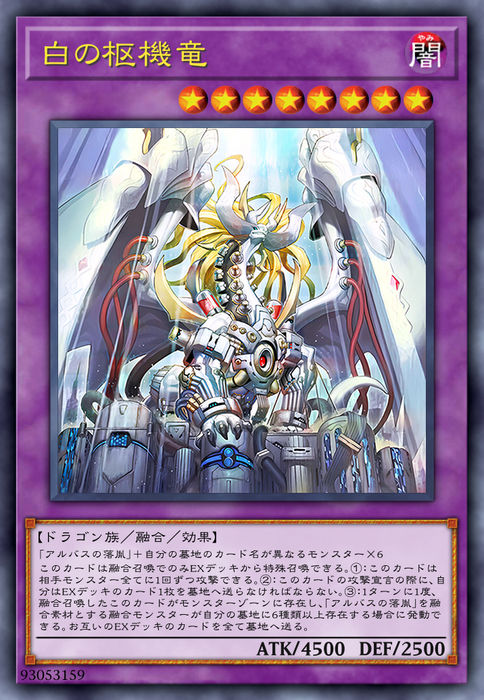 白の枢機竜
やみ
闇
【ドラゴン族／融合／効果】
「アルバスの落胤」＋自分の墓地のカード名が異なるモンスター×6
このカードは融合召喚でのみEXデッキから特殊召喚できる。①：このカードは
相手モンスター全てに1回ずつ攻撃できる。②：このカードの攻撃宣言の際に、自
分はEXデッキのカード1枚を墓地へ送らなければならない。③：1ターンに1度、
融合召喚したこのカードがモンスターゾーンに存在し、「アルバスの落胤」を融
合素材とする融合モンスターが自分の墓地に6種類以上存在する場合に発動で
きる。お互いのEXデッキのカードを全て墓地へ送る。
ATK/4500 DEF/2500
93053159